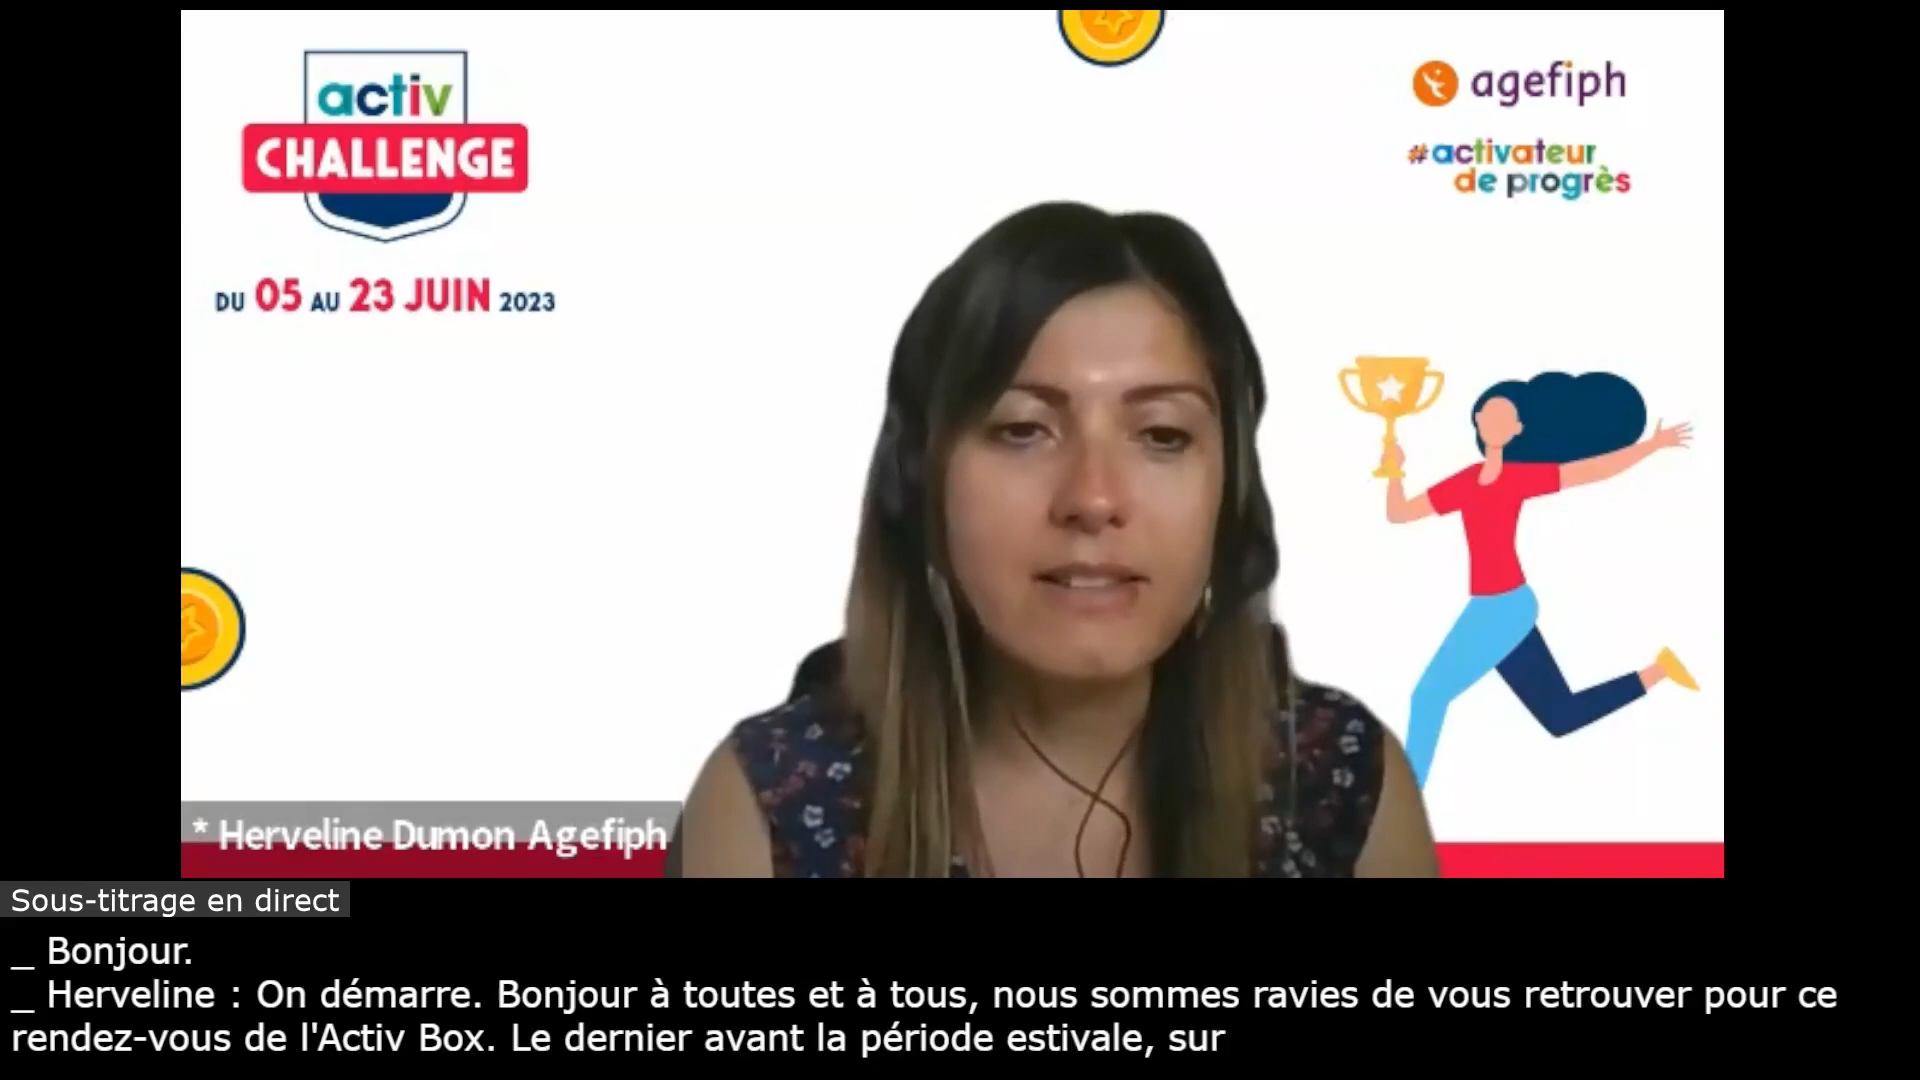 activ
CHALLENGE
DU 05 AU 23 JUIN 2023
agefiph
#activateur
de progrès
* Herveline Dumon Agefiph
Sous-titrage en direct
_ Bonjour.
_ Herveline : On démarre. Bonjour à toutes et à tous, nous sommes ravies de vous retrouver pour ce
rendez-vous de l'Activ Box. Le dernier avant la période estivale, sur